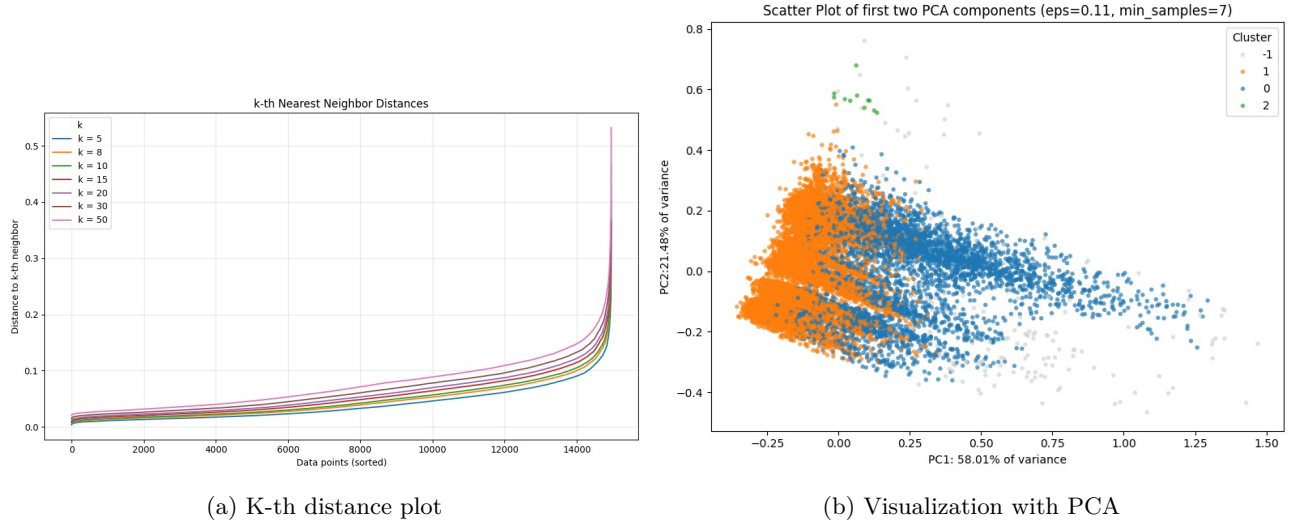 k-th Nearest Neighbor Distances
k
k = 5
k = 8
k = 10
k = 15
k = 20
k = 30
k = 50
Distance to k-th neighbor
0.5
0.4
0.3
0.2
0.1
0.0
0
2000
4000
6000
8000
10000
12000
14000
Data points (sorted)
(a) K-th distance plot
Scatter Plot of first two PCA components (eps=0.11, min_samples=7)
Cluster
-1
1
0
2
PC2:21.48% of variance
0.8
0.6
0.4
0.2
0.0
−0.2
−0.4
−0.25
0.00
0.25
0.50
0.75
1.00
1.25
1.50
PC1: 58.01% of variance
(b) Visualization with PCA